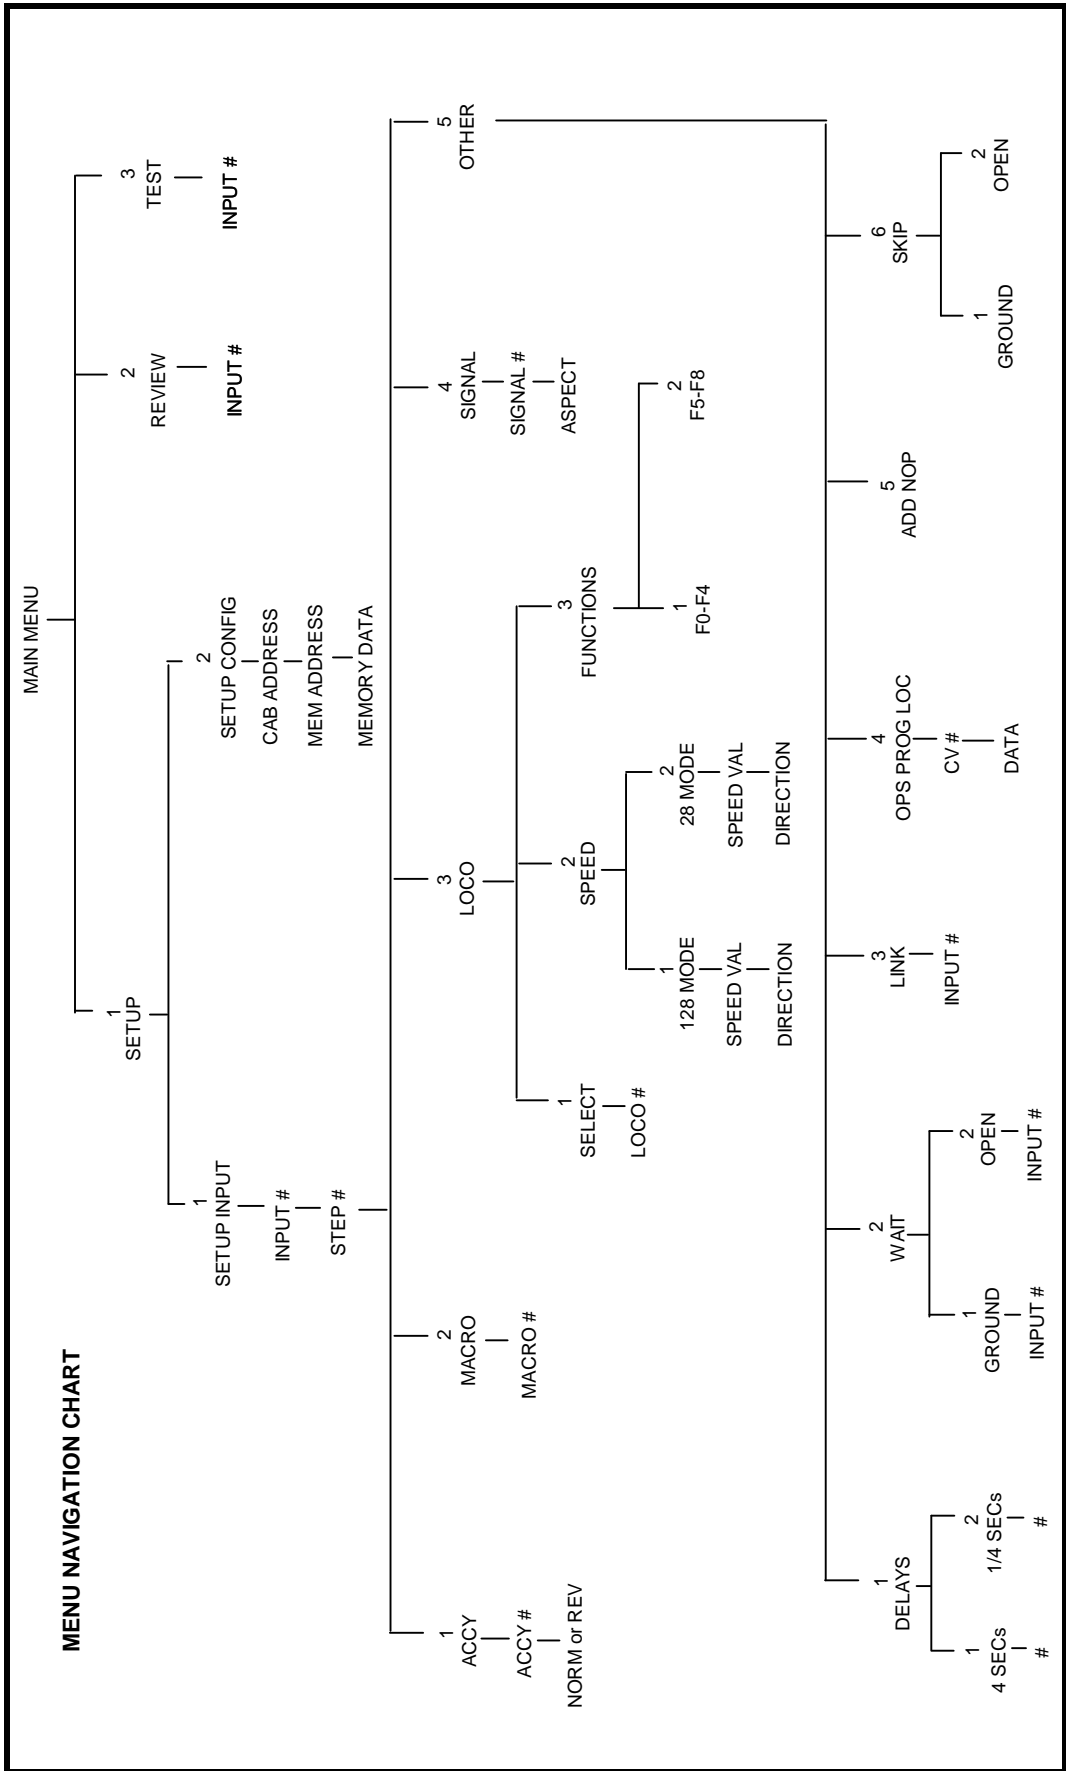 MENU NAVIGATION CHART
MAIN MENU
1
SETUP
2
REVIEW
INPUT #
3
TEST
INPUT #
1
SETUP INPUT
INPUT #
STEP #
2
SETUP CONFIG
CAB ADDRESS
MEM ADDRESS
MEMORY DATA
1
ACCY
ACCY #
NORM or REV
2
MACRO
MACRO #
3
LOCO
4
SIGNAL
SIGNAL #
ASPECT
5
OTHER
1
SELECT
LOCO #
2
SPEED
3
FUNCTIONS
1
128 MODE
SPEED VAL
DIRECTION
2
28 MODE
SPEED VAL
DIRECTION
1
F0-F4
2
F5-F8
1
DELAYS
2
WAIT
3
LINK
INPUT #
4
OPS PROG LOC
CV #
DATA
5
ADD NOP
6
SKIP
1
4 SECs
#
2
1/4 SECs
#
1
GROUND
INPUT #
2
OPEN
INPUT #
1
GROUND
2
OPEN